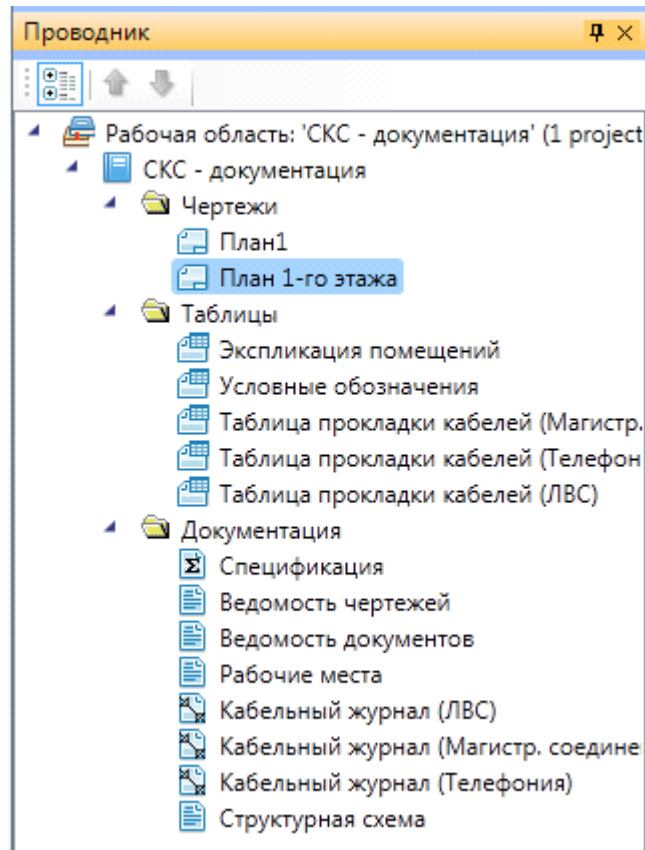 Проводник
Рабочая область: 'СКС - документация' (1 project
СКС - документация
Чертежи
План1
План 1-го этажа
Таблицы
Экспликация помещений
Условные обозначения
Таблица прокладки кабелей (Магистр.
Таблица прокладки кабелей (Телефон
Таблица прокладки кабелей (ЛВС)
Документация
Спецификация
Ведомость чертежей
Ведомость документов
Рабочие места
Кабельный журнал (ЛВС)
Кабельный журнал (Магистр. соедине
Кабельный журнал (Телефония)
Структурная схема